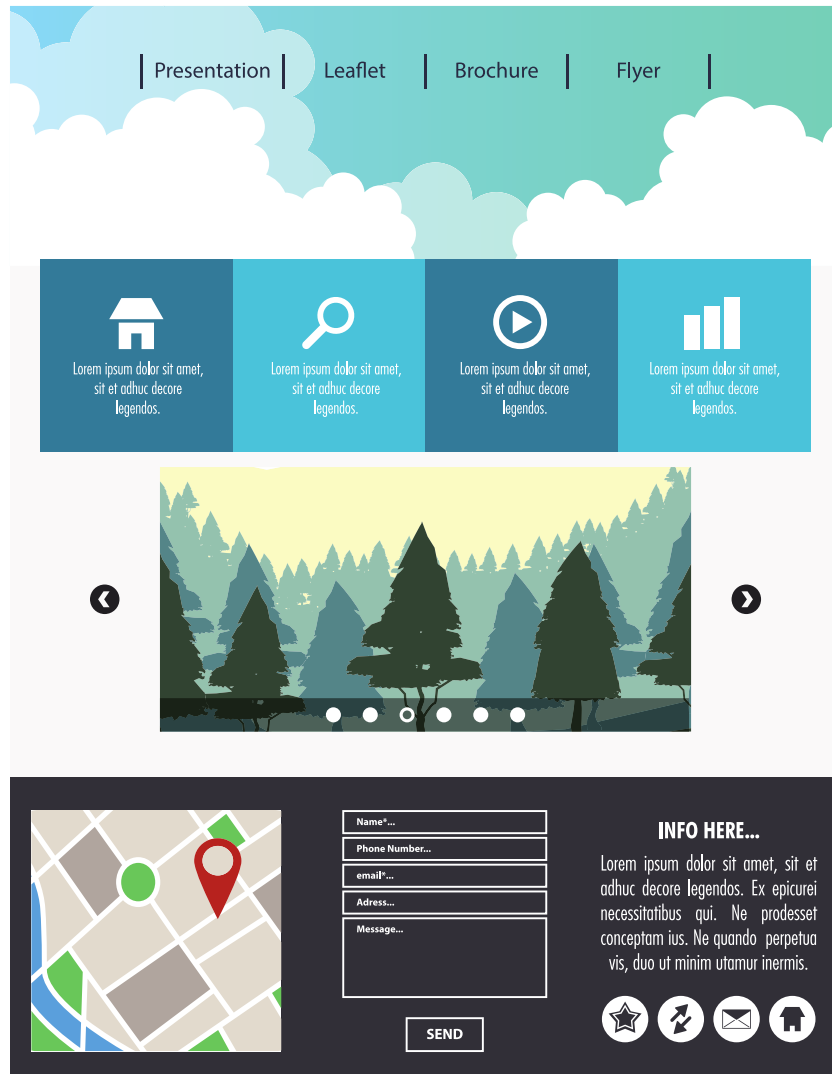 Presentation
Leaflet
Brochure
Flyer
Lorem ipsum dolor sit amet,
sit et adhuc decore
legendos.
Lorem ipsum dolor sit amet,
sit et adhuc decore
legendos.
Lorem ipsum dolor sit amet,
sit et adhuc decore
legendos.
Lorem ipsum dolor sit amet,
sit et adhuc decore
legendos.
Name*...
Phone Number...
email*...
Adress...
Message...
SEND
INFO HERE...
Lorem ipsum dolor sit amet, sit et
adhuc decore legendos. Ex epicurei
necessitatibus qui. Ne prodesset
conceptam ius. Ne quando perpetua
vis, duo ut minim utamur inermis.